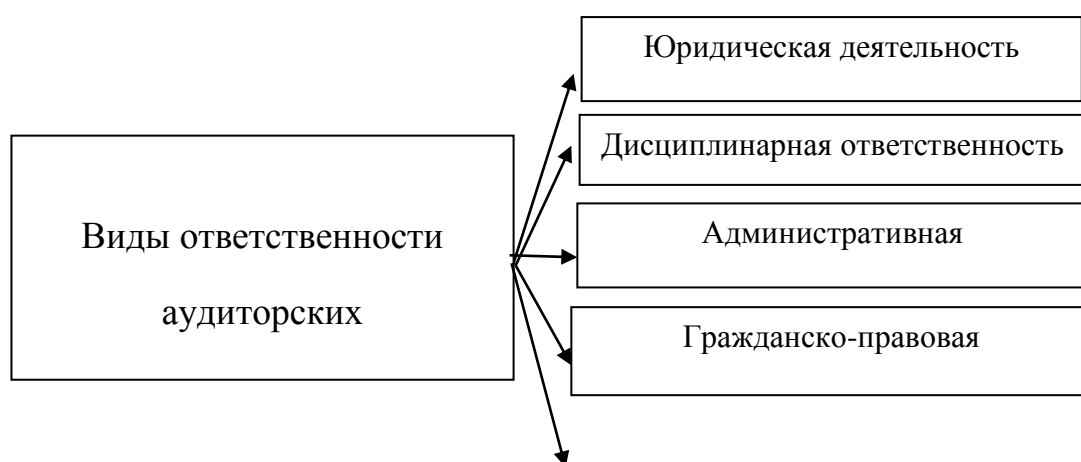 Юридическая деятельность
Дисциплинарная ответственность
Виды ответственности
аудиторских
Административная
Гражданско-правовая